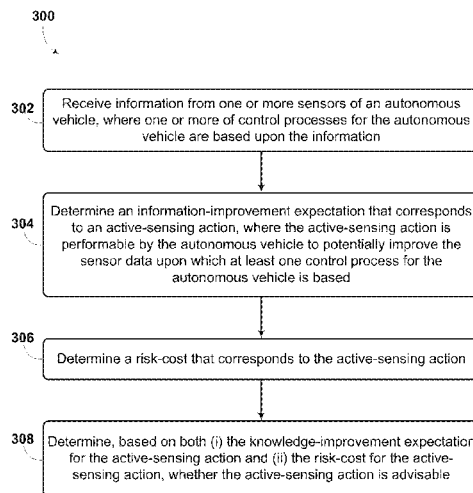 300
302
Receive information from one or more sensors of an autonomous
vehicle, where one or more of control processes for the autonomous
vehicle are based upon the information
304
Determine an information-improvement expectation that corresponds
to an active-sensing action, where the active-sensing action is
performable by the autonomous vehicle to potentially improve the
sensor data upon which at least one control process for the
autonomous vehicle is based
306
Determine a risk-cost that corresponds to the active-sensing action
308
Determine, based on both (i) the knowledge-improvement expectation
for the active-sensing action and (ii) the risk-cost for the active-
sensing action, whether the active-sensing action is advisable